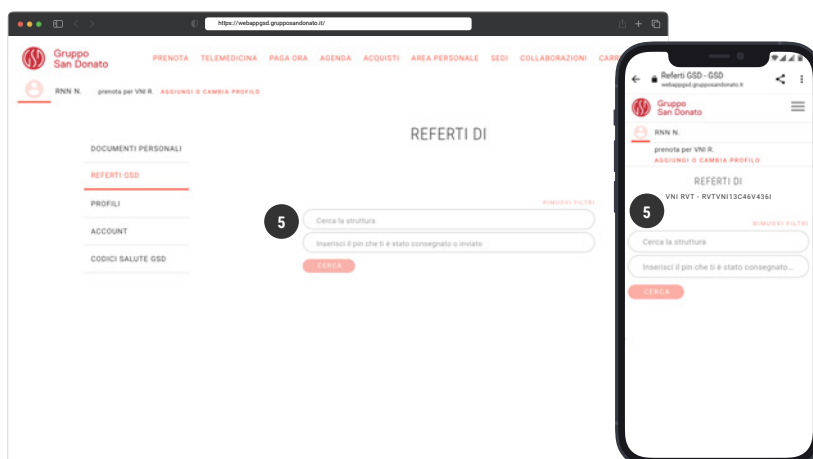 https://webappgsd.grupposandonato.it/
Gruppo
San Donato
PRENOTA TELEMEDICINA PAGA ORA AGENDA ACQUISTI AREA PERSONALE SEDI COLLABORAZIONI CARR
RNN N. prenota per VNI R. AGGIUNGI O CAMBIA PROFILO
DOCUMENTI PERSONALI
REFERTI GSD
PROFILI
ACCOUNT
CODICI SALUTE GSD
REFERTI DI
RIMUOVI FILTRI
5
Cerca la struttura
Inserisci il pin che ti è stato consegnato o inviato
CERCA
Referti GSD - GSD
webappgsd.grupposandonato.it
Gruppo
San Donato
RNN N.
prenota per VNI R.
AGGIUNGI O CAMBIA PROFILO
REFERTI DI
VNI RVT - RVTVNI13C46V436I
5
RIMUOVI FILTRI
Cerca la struttura
Inserisci il pin che ti è stato consegnato...
CERCA